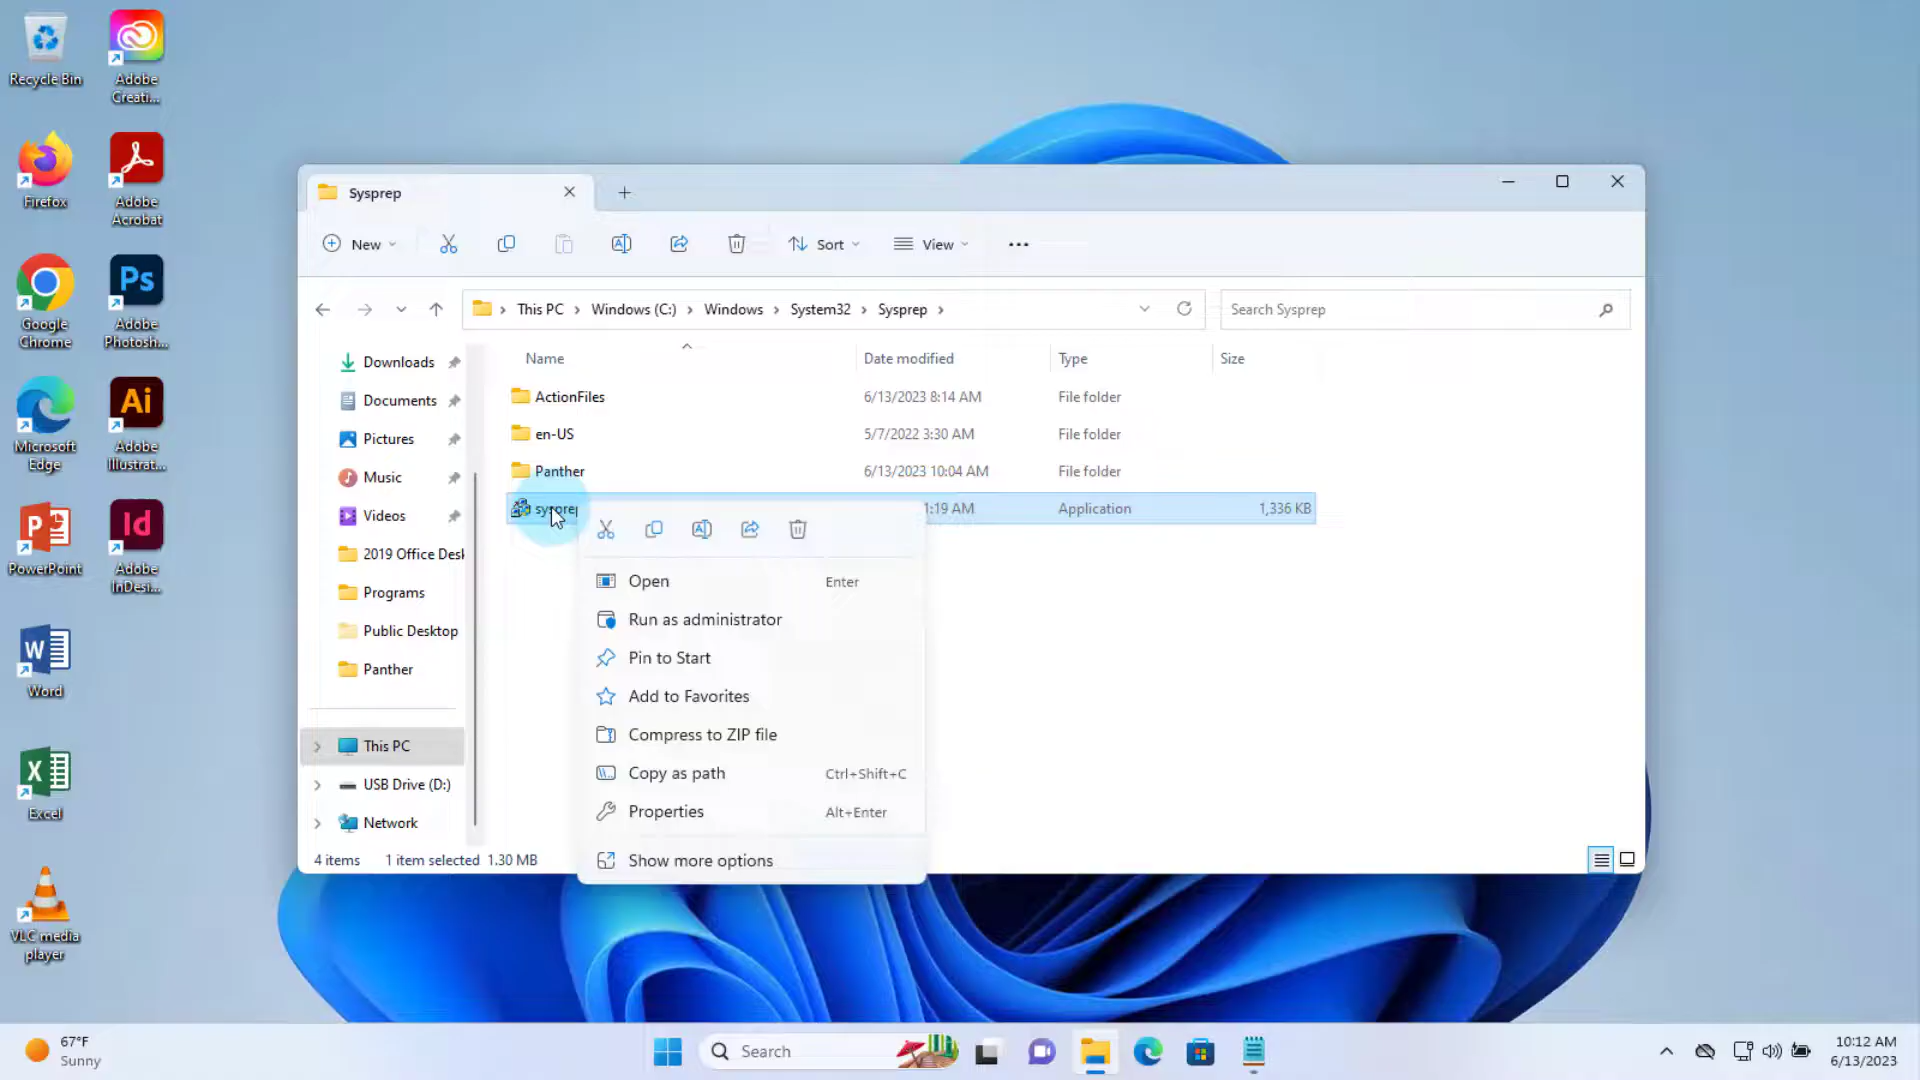 Recycle Bin
Adobe
Creati...
Firefox
Adobe
Acrobat
Google
Chrome
Ps
Adobe
Photosh...
Microsoft
Edge
Ai
Adobe
Illustrat...
PowerPoint
Id
Adobe
InDesi...
Word
Excel
VLC media
player
Sysprep
New
Sort
View
This PC > Windows (C:) > Windows > System32 > Sysprep >
Search Sysprep
Downloads
Documents
Pictures
Music
Videos
2019 Office Desk
Programs
Public Desktop
Panther
This PC
USB Drive (D:)
Network
Name Date modified Type Size
ActionFiles 6/13/2023 8:14 AM File folder
en-US 5/7/2022 3:30 AM File folder
Panther 6/13/2023 10:04 AM File folder
sysprep 1:19 AM Application 1,336 KB
Open Enter
Run as administrator
Pin to Start
Add to Favorites
Compress to ZIP file
Copy as path Ctrl+Shift+C
Properties Alt+Enter
Show more options
4 items 1 item selected 1.30 MB
67°F
Sunny
Search
10:12 AM
6/13/2023